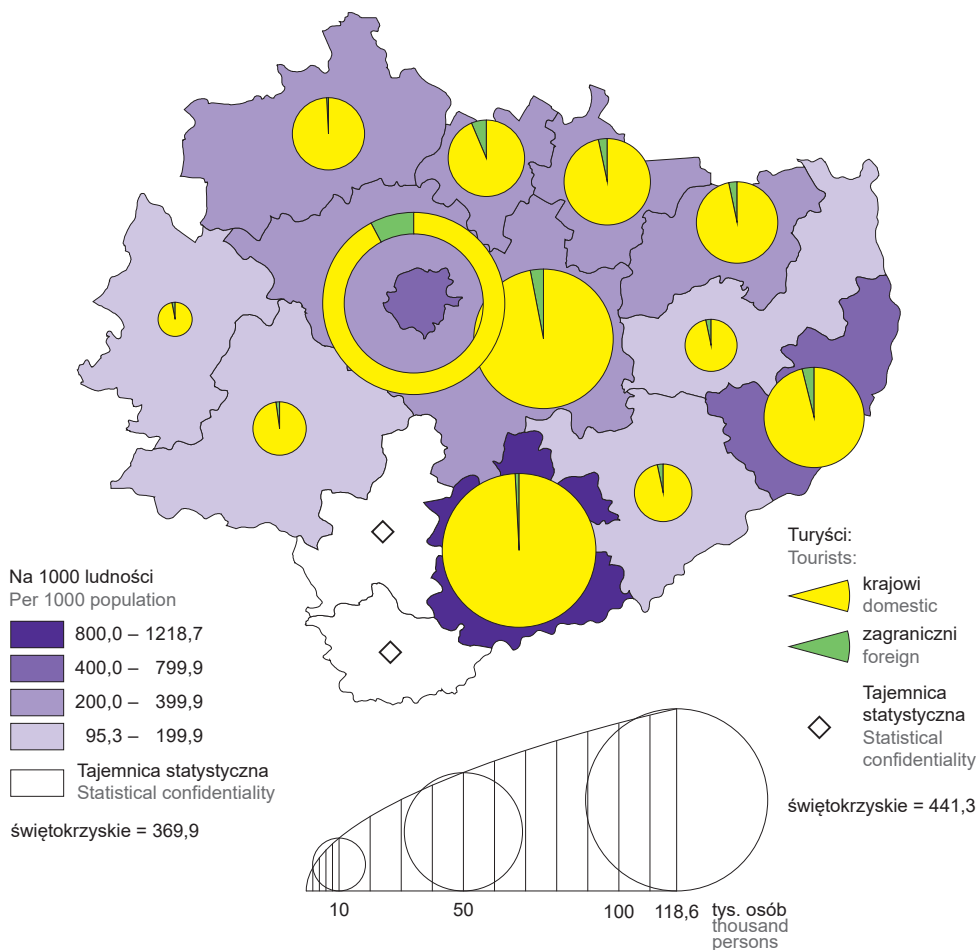 Na 1000 ludności
Per 1000 population
800,0 – 1218,7
400,0 – 799,9
200,0 – 399,9
95,3 – 199,9
Tajemnica statystyczna
Statistical confidentiality
świętokrzyskie = 369,9
Turyści:
Tourists:
krajowi
domestic
zagraniczni
foreign
Tajemnica
statystyczna
Statistical
confidentiality
świętokrzyskie = 441,3
10 50 100 118,6 tys. osób
thousand
persons